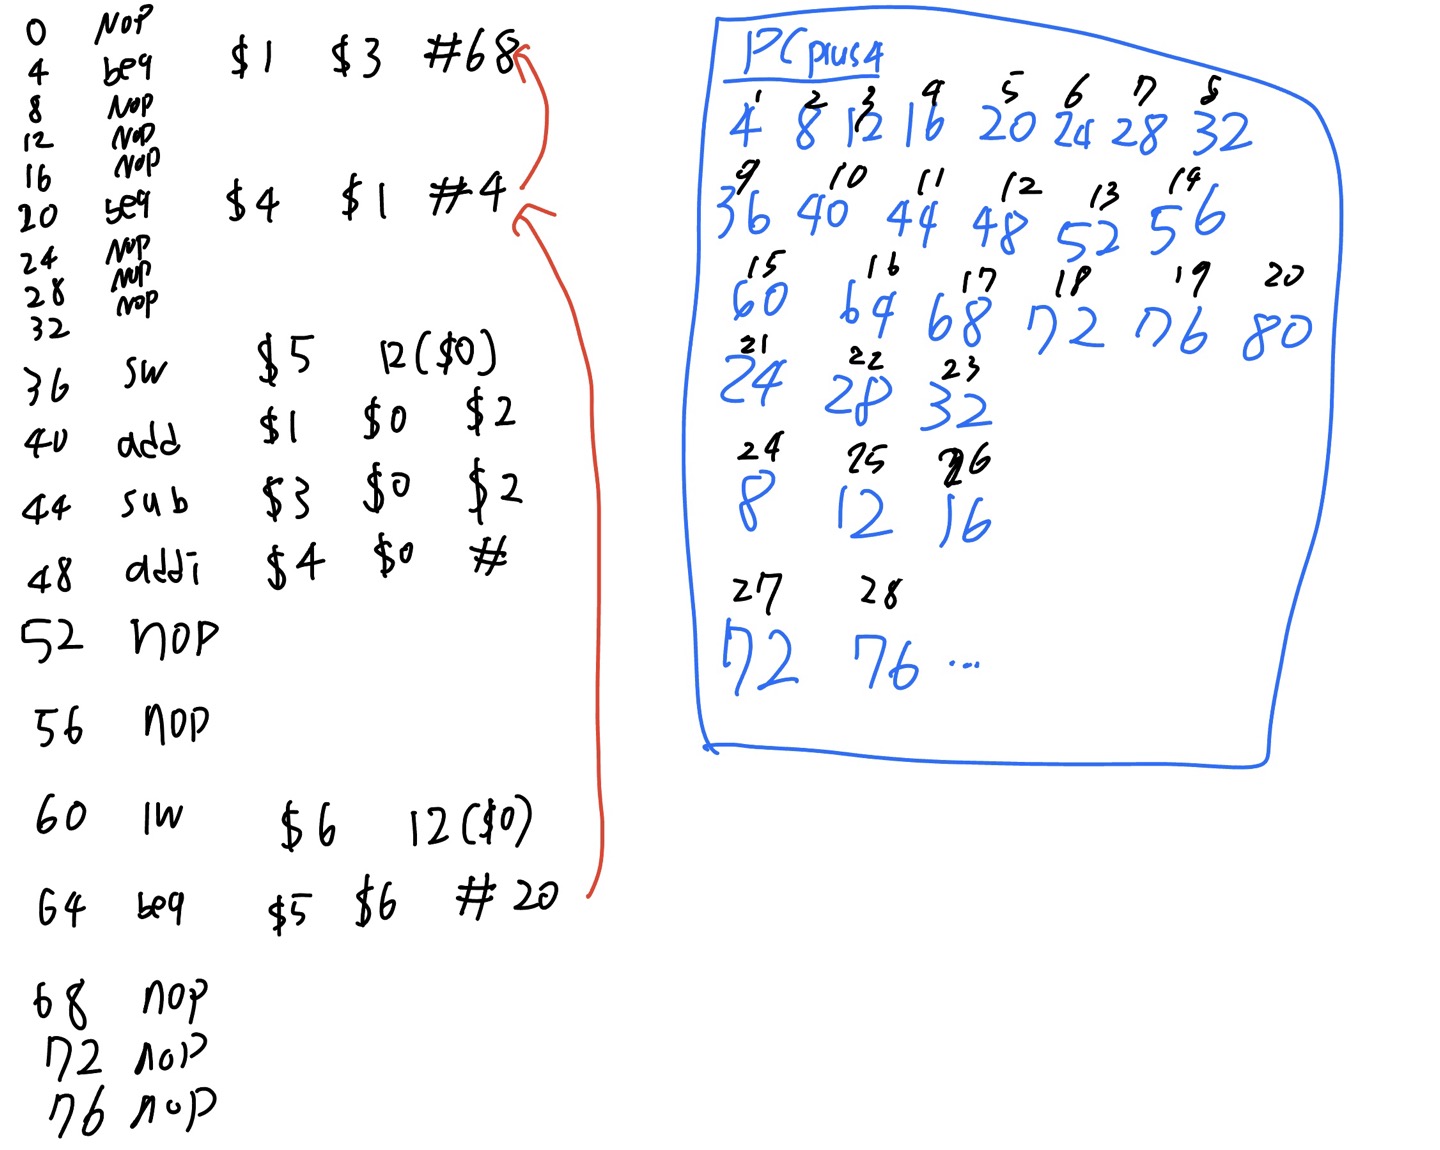 0 NOP
4 beq $1 $3 #68
8 NOP
12 NOP
16 NOP
20 beq $4 $1 #4
24 NOP
28 NOP
32 NOP
36 sw $5 12($0)
40 add $1 $0 $2
44 sub $3 $0 $2
48 addi $4 $0 #
52 nop
56 nop
60 lw $6 12($0)
64 beq $5 $6 #20
68 nop
72 nop
76 nop
PCplus4
1 2 3 4 5 6 7 8
4 8 12 16 20 24 28 32
9 10 11 12 13 14
36 40 44 48 52 56
15 16 17 18 19 20
60 64 68 72 76 80
21 22 23
24 28 32
24 25 26
8 12 16
27 28
72 76 ...